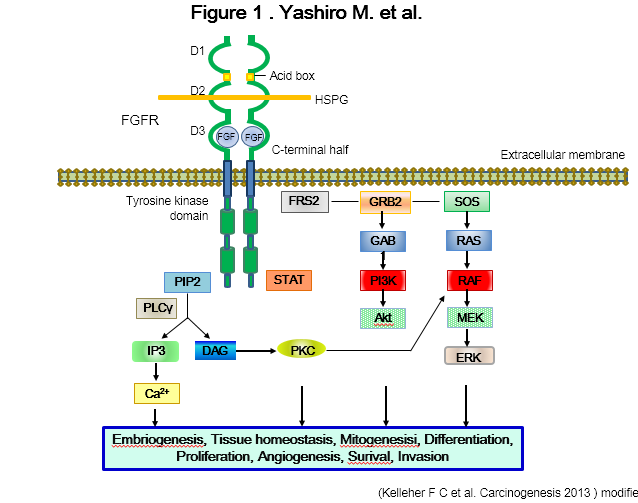 Figure 1 . Yashiro M. et al.
D1
Acid box
D2
HSPG
FGFR
D3
FGF
FGF
C-terminal half
Extracellular membrane
Tyrosine kinase
domain
FRS2
GRB2
SOS
GAB
RAS
PIP2
STAT
PI3K
RAF
PLCγ
Akt
MEK
IP3
DAG
PKC
ERK
Ca2+
Embriogenesis, Tissue homeostasis, Mitogenesisi, Differentiation,
Proliferation, Angiogenesis, Surival, Invasion
(Kelleher F C et al. Carcinogenesis 2013 ) modifie